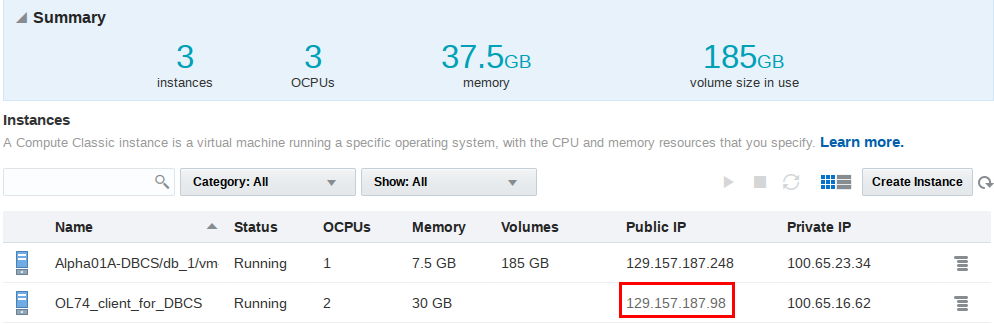 Summary
3 3 37.5GB 185GB
instances OCPUs memory volume size in use
Instances
A Compute Classic instance is a virtual machine running a specific operating system, with the CPU and memory resources that you specify. Learn more.
Category: All Show: All Create Instance
Name Status OCPUs Memory Volumes Public IP Private IP
Alpha01A-DBCS/db_1/vm- Running 1 7.5 GB 185 GB 129.157.187.248 100.65.23.34
OL74_client_for_DBCS Running 2 30 GB 129.157.187.98 100.65.16.62